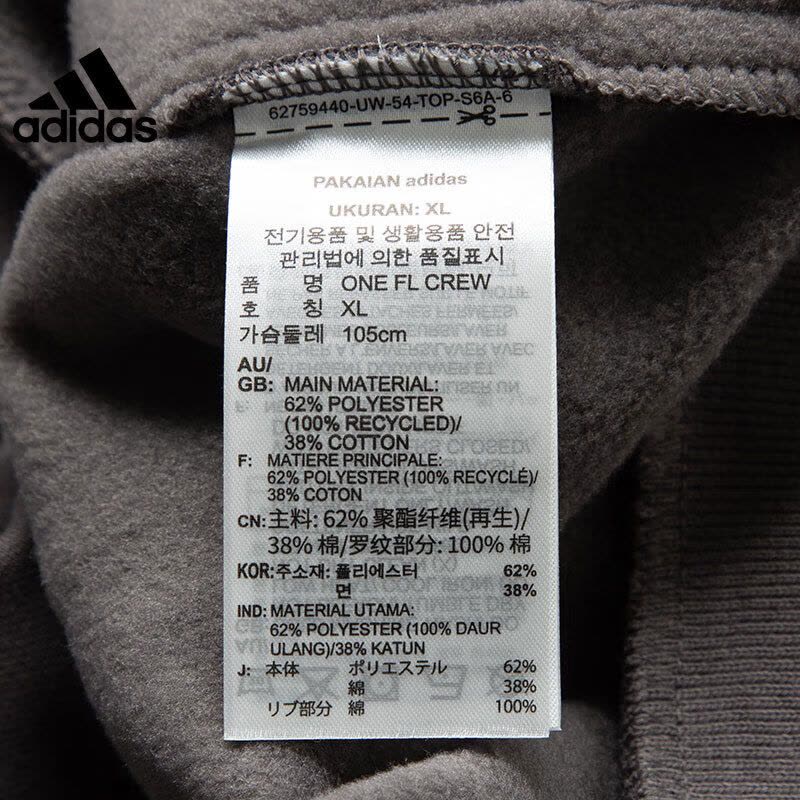 adidas
62759440-UW-54-TOP-S6A-6
PAKAIAN adidas
UKURAN: XL
전기용품 및 생활용품 안전
관리법에 의한 품질표시
품 명 ONE FL CREW
호 칭 XL
가슴둘레 105cm
AU/
GB: MAIN MATERIAL:
62% POLYESTER
(100% RECYCLED)/
38% COTTON
F: MATIERE PRINCIPALE:
62% POLYESTER (100% RECYCLÉ)/
38% COTON
CN: 主料: 62% 聚酯纤维(再生)/
38% 棉/罗纹部分: 100% 棉
KOR: 주소재: 폴리에스터 62%
면 38%
IND: MATERIAL UTAMA:
62% POLYESTER (100% DAUR
ULANG)/38% KATUN
J: 本体 ポリエステル 62%
綿 38%
リブ部分 綿 100%